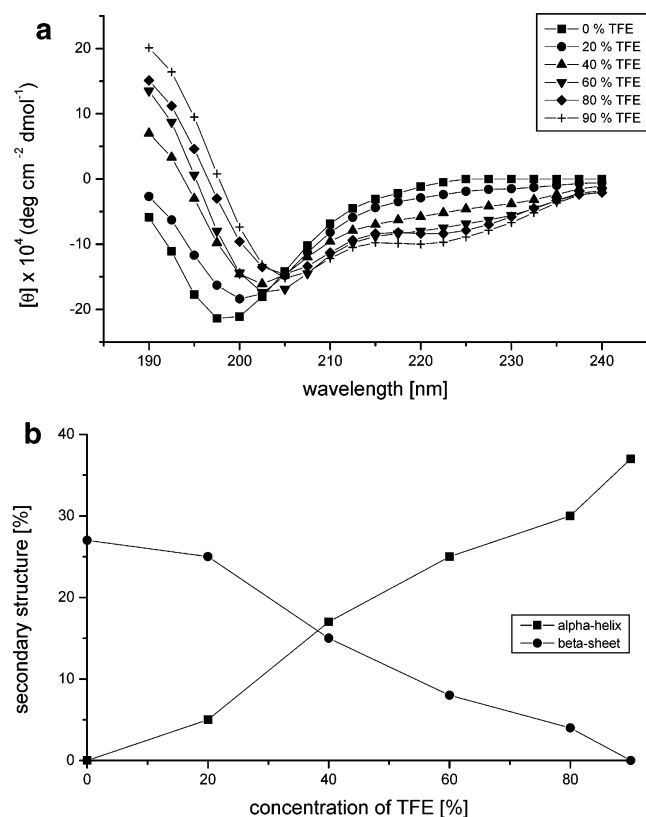 a
0 % TFE
20 % TFE
40 % TFE
60 % TFE
80 % TFE
90 % TFE
20
10
0
-10
-20
[θ] x 10⁴ (deg cm⁻² dmol⁻¹)
190 200 210 220 230 240
wavelength [nm]
b
40
30
20
10
0
secondary structure [%]
alpha-helix
beta-sheet
0 20 40 60 80
concentration of TFE [%]